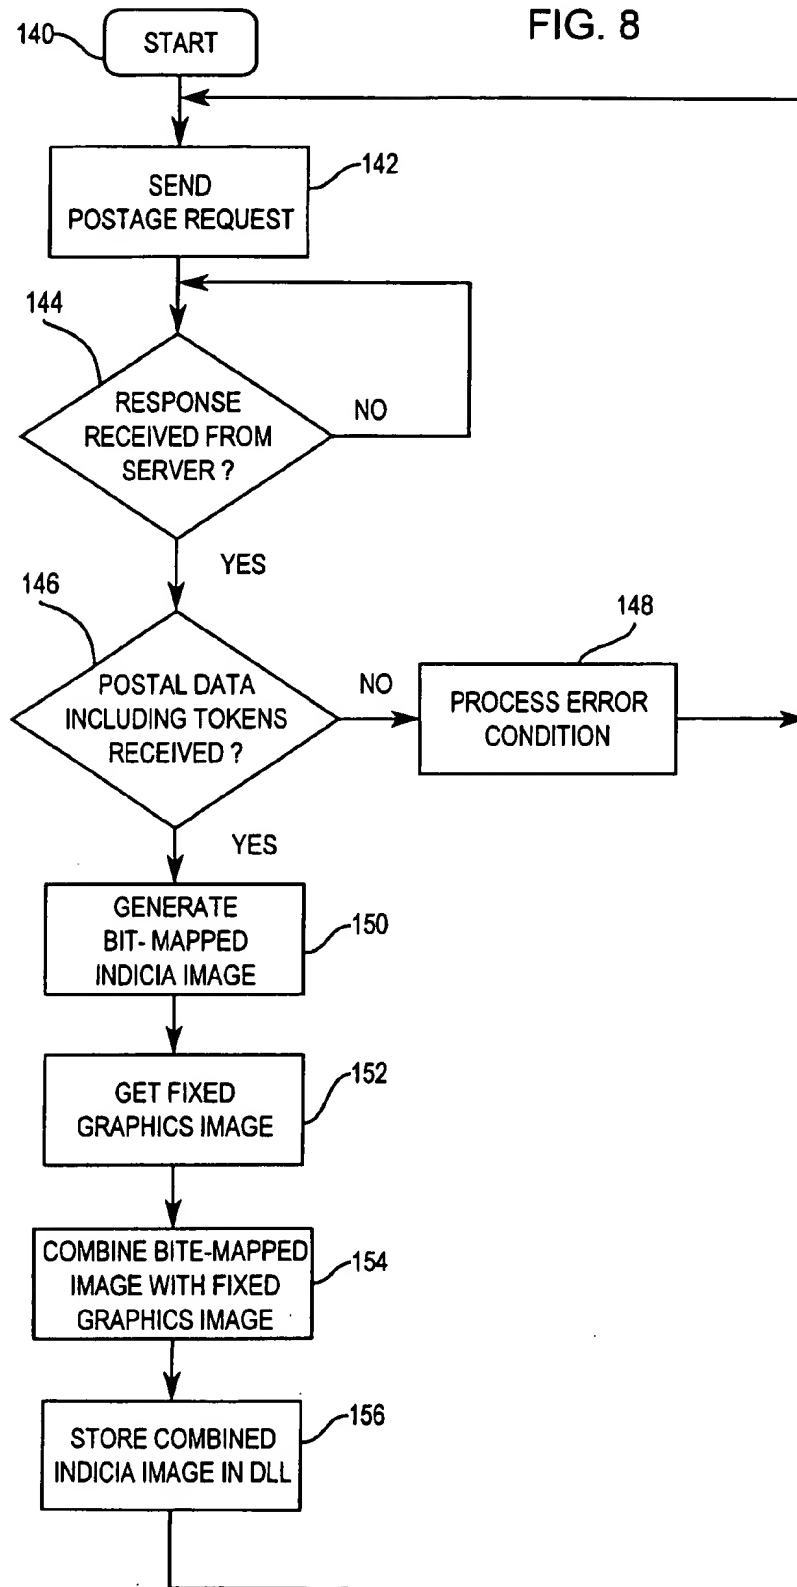 FIG. 8
140
START
SEND
POSTAGE REQUEST
142
144
RESPONSE
RECEIVED FROM
SERVER ?
NO
YES
146
POSTAL DATA
INCLUDING TOKENS
RECEIVED ?
NO
148
PROCESS ERROR
CONDITION
YES
GENERATE
BIT- MAPPED
INDICIA IMAGE
150
GET FIXED
GRAPHICS IMAGE
152
COMBINE BITE-MAPPED
IMAGE WITH FIXED
GRAPHICS IMAGE
154
STORE COMBINED
INDICIA IMAGE IN DLL
156